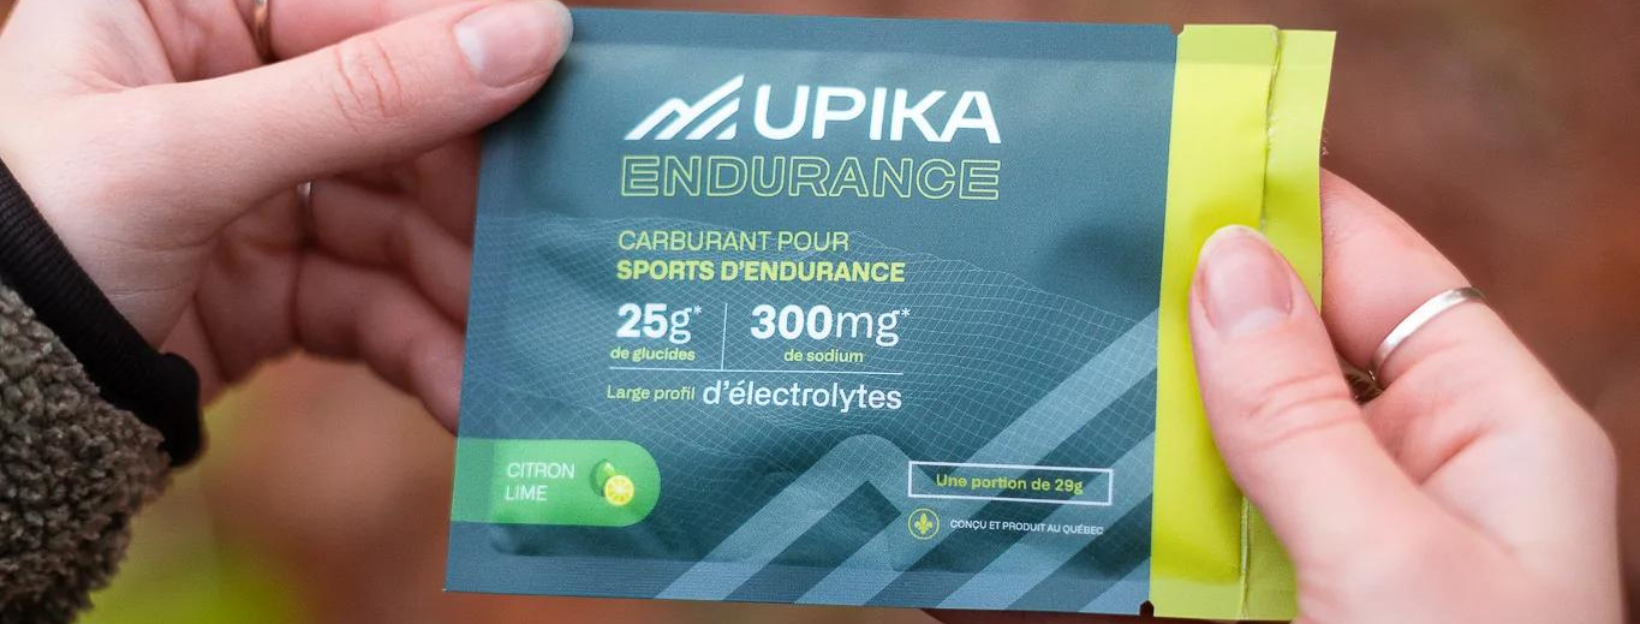 UPIKA
ENDURANCE
CARBURANT POUR
SPORTS D'ENDURANCE
25g* 300mg*
de glucides de sodium
Large profil d'électrolytes
CITRON
LIME
Une portion de 29g
CONÇU ET PRODUIT AU QUÉBEC